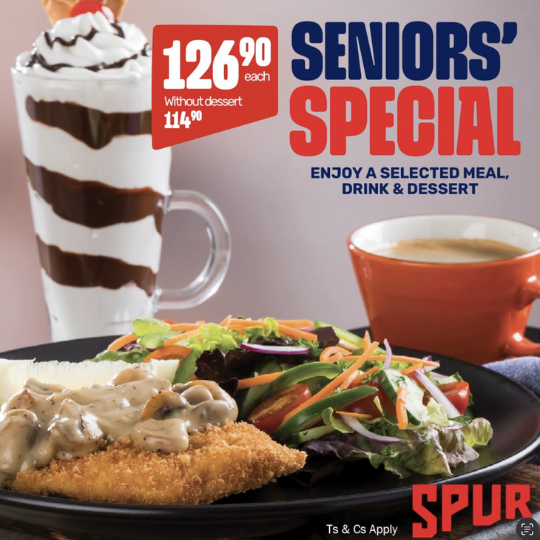 126⁹⁰
each
Without dessert
114⁹⁰
SENIORS'
SPECIAL
ENJOY A SELECTED MEAL,
DRINK & DESSERT
Ts & Cs Apply
SPUR